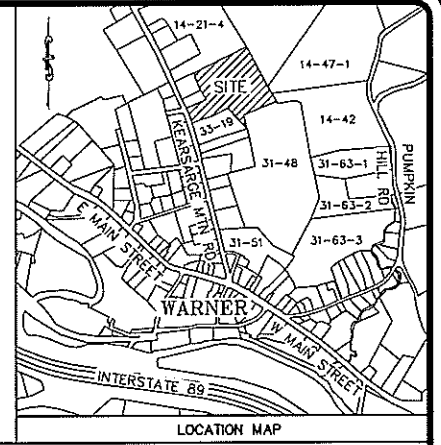 14-21-4
14-47-1
SITE
33-19
14-42
KEARSARGE MTN RD
31-48
31-63-1
HILL RD
PUMPKIN
31-63-2
E MAIN STREET
31-51
31-63-3
WARNER
W MAIN STREET
INTERSTATE 89
LOCATION MAP